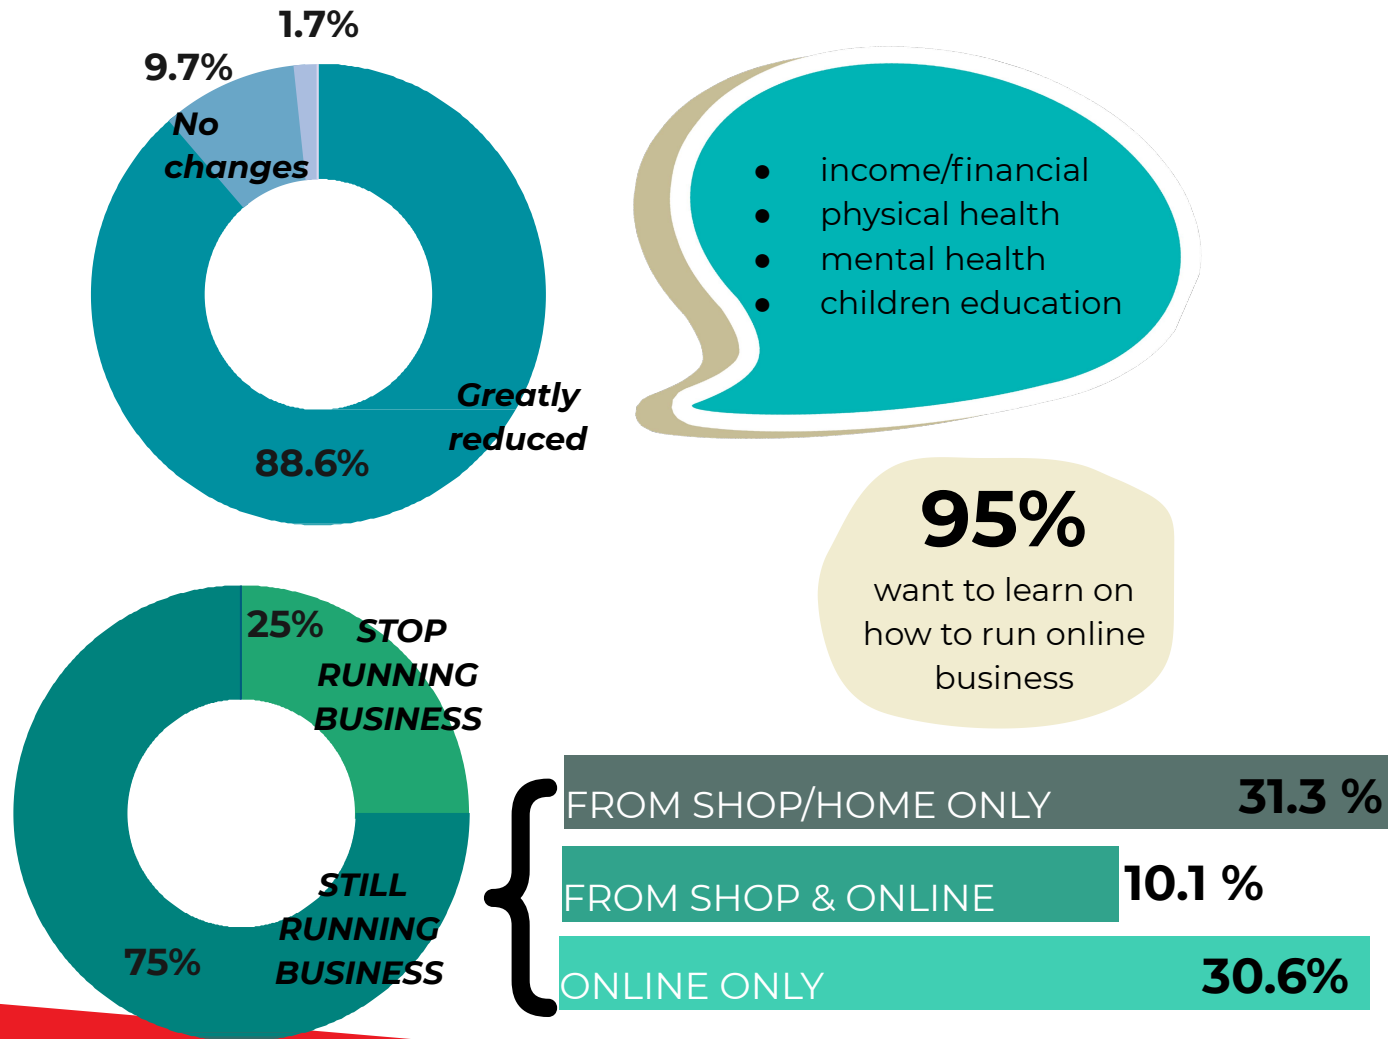 1.7%
9.7%
No
changes
Greatly
reduced
88.6%
● income/financial
● physical health
● mental health
● children education
95%
want to learn on
how to run online
business
25%
STOP
RUNNING
BUSINESS
STILL
RUNNING
BUSINESS
75%
FROM SHOP/HOME ONLY 31.3 %
FROM SHOP & ONLINE 10.1 %
ONLINE ONLY 30.6%